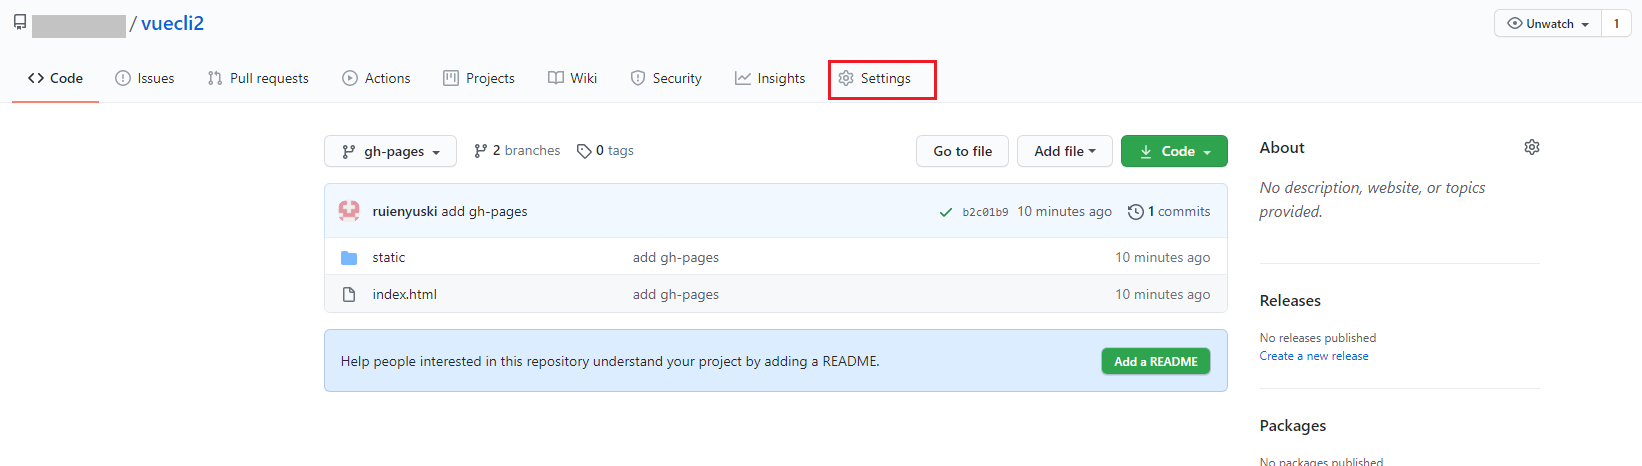 / vuecli2
Unwatch 1
Code Issues Pull requests Actions Projects Wiki Security Insights Settings
gh-pages 2 branches 0 tags Go to file Add file Code
ruienyuski add gh-pages b2c01b9 10 minutes ago 1 commits
static add gh-pages 10 minutes ago
index.html add gh-pages 10 minutes ago
Help people interested in this repository understand your project by adding a README. Add a README
About
No description, website, or topics
provided.
Releases
No releases published
Create a new release
Packages
No packages published